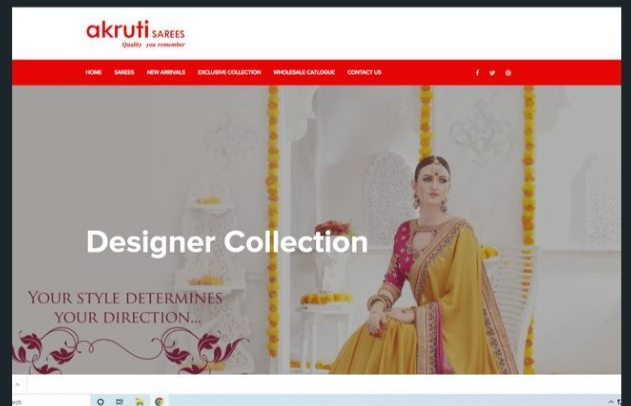 akruti SAREES
Quality you remember
HOME SAREES NEW ARRIVALS EXCLUSIVE COLLECTION WHOLESALE CATLOGUE CONTACT US
Designer Collection
YOUR STYLE DETERMINES
YOUR DIRECTION...